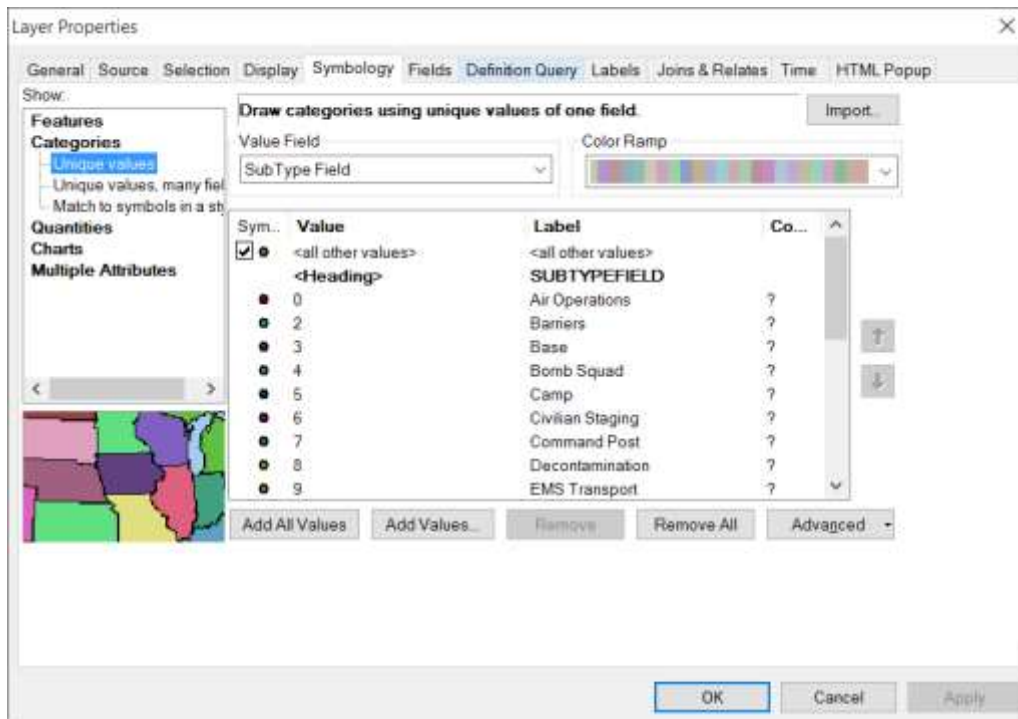 Layer Properties
General Source Selection Display Symbology Fields Definition Query Labels Joins & Relates Time HTML Popup
Show:
Features
Categories
Unique values
Unique values, many fiel
Match to symbols in a sty
Quantities
Charts
Multiple Attributes
Draw categories using unique values of one field.
Import...
Value Field
SubType Field
Color Ramp
Sym... Value Label Co...
<all other values> <all other values>
<Heading> SUBTYPEFIELD
0 Air Operations ?
2 Barriers ?
3 Base ?
4 Bomb Squad ?
5 Camp ?
6 Civilian Staging ?
7 Command Post ?
8 Decontamination ?
9 EMS Transport ?
Add All Values Add Values... Remove Remove All Advanced
OK Cancel Apply